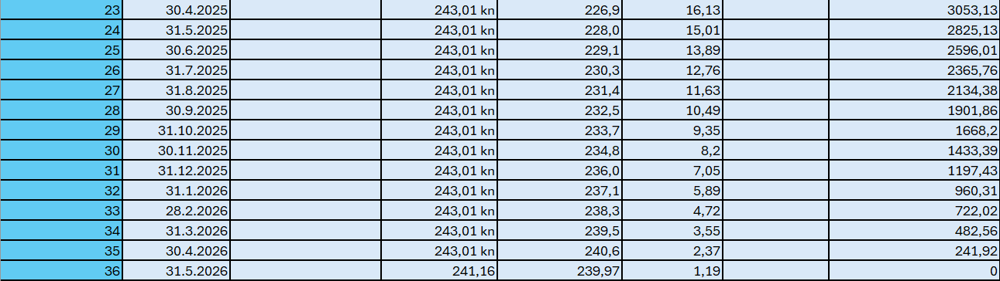 23 30.4.2025 243,01 kn 226,9 16,13 3053,13
24 31.5.2025 243,01 kn 228,0 15,01 2825,13
25 30.6.2025 243,01 kn 229,1 13,89 2596,01
26 31.7.2025 243,01 kn 230,3 12,76 2365,76
27 31.8.2025 243,01 kn 231,4 11,63 2134,38
28 30.9.2025 243,01 kn 232,5 10,49 1901,86
29 31.10.2025 243,01 kn 233,7 9,35 1668,2
30 30.11.2025 243,01 kn 234,8 8,2 1433,39
31 31.12.2025 243,01 kn 236,0 7,05 1197,43
32 31.1.2026 243,01 kn 237,1 5,89 960,31
33 28.2.2026 243,01 kn 238,3 4,72 722,02
34 31.3.2026 243,01 kn 239,5 3,55 482,56
35 30.4.2026 243,01 kn 240,6 2,37 241,92
36 31.5.2026 241,16 239,97 1,19 0